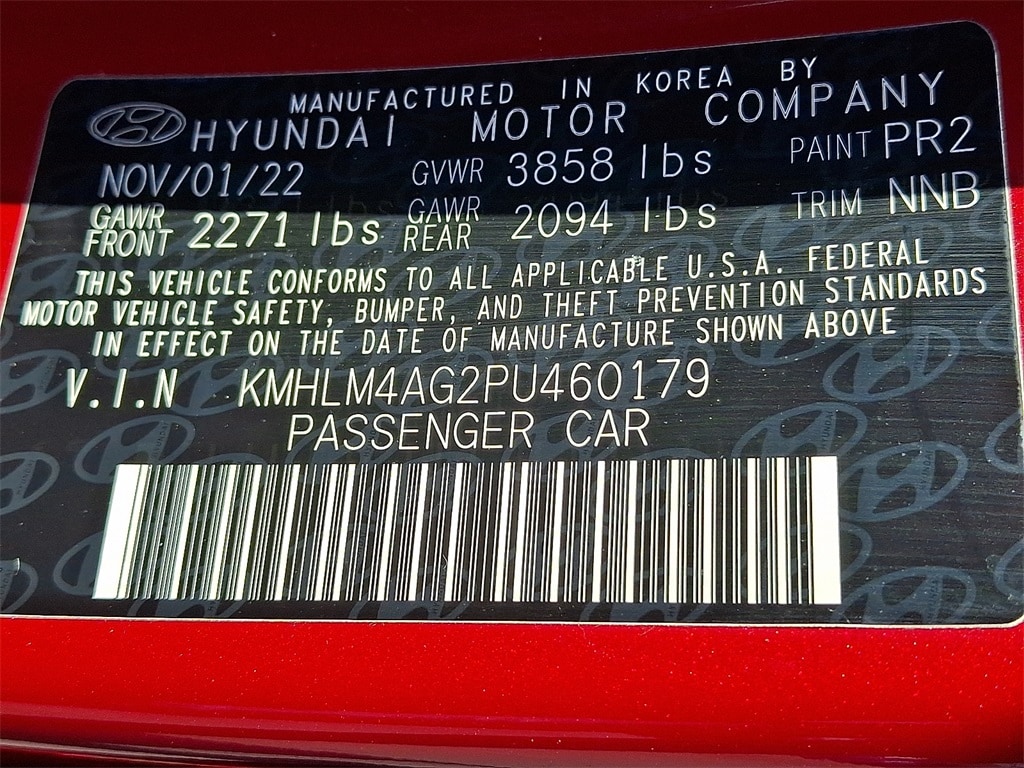 MANUFACTURED IN KOREA BY
HYUNDAI MOTOR COMPANY
NOV/01/22 GVWR 3858 lbs PAINT PR2
GAWR FRONT 2271 lbs GAWR REAR 2094 lbs TRIM NNB
THIS VEHICLE CONFORMS TO ALL APPLICABLE U.S.A. FEDERAL
MOTOR VEHICLE SAFETY, BUMPER, AND THEFT PREVENTION STANDARDS
IN EFFECT ON THE DATE OF MANUFACTURE SHOWN ABOVE
V.I.N KMHLM4AG2PU460179
PASSENGER CAR